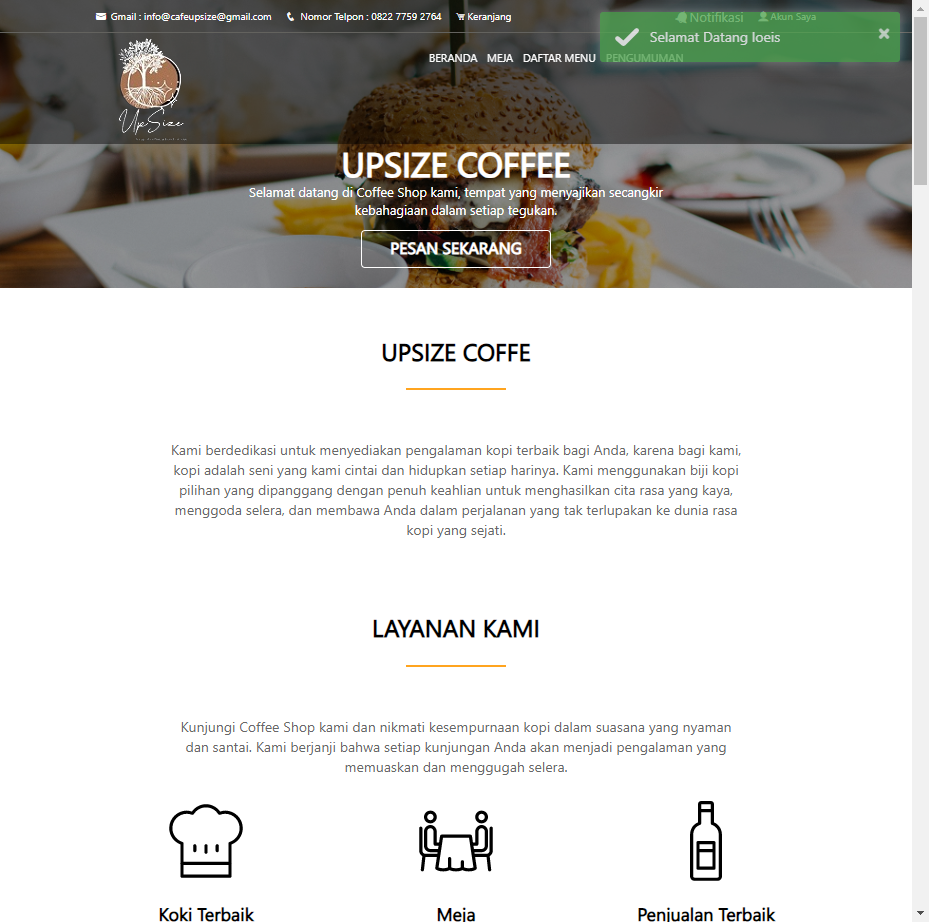 Gmail : info@cafeupsize@gmail.com Nomor Telpon : 0822 7759 2764 Keranjang Notifikasi Akun Saya
Selamat Datang loeis
BERANDA MEJA DAFTAR MENU PENGUMUMAN
UpSize
UPSIZE COFFEE
Selamat datang di Coffee Shop kami, tempat yang menyajikan secangkir
kebahagiaan dalam setiap tegukan.
PESAN SEKARANG
UPSIZE COFFE
Kami berdedikasi untuk menyediakan pengalaman kopi terbaik bagi Anda, karena bagi kami,
kopi adalah seni yang kami cintai dan hidupkan setiap harinya. Kami menggunakan biji kopi
pilihan yang dipanggang dengan penuh keahlian untuk menghasilkan cita rasa yang kaya,
menggoda selera, dan membawa Anda dalam perjalanan yang tak terlupakan ke dunia rasa
kopi yang sejati.
LAYANAN KAMI
Kunjungi Coffee Shop kami dan nikmati kesempurnaan kopi dalam suasana yang nyaman
dan santai. Kami berjanji bahwa setiap kunjungan Anda akan menjadi pengalaman yang
memuaskan dan menggugah selera.
Koki Terbaik Meja Penjualan Terbaik